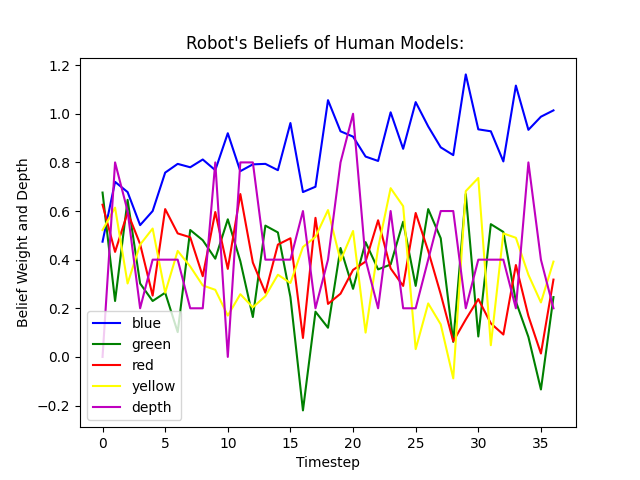 Robot's Beliefs of Human Models:
Belief Weight and Depth
1.2
1.0
0.8
0.6
0.4
0.2
0.0
−0.2
blue
green
red
yellow
depth
0 5 10 15 20 25 30 35
Timestep